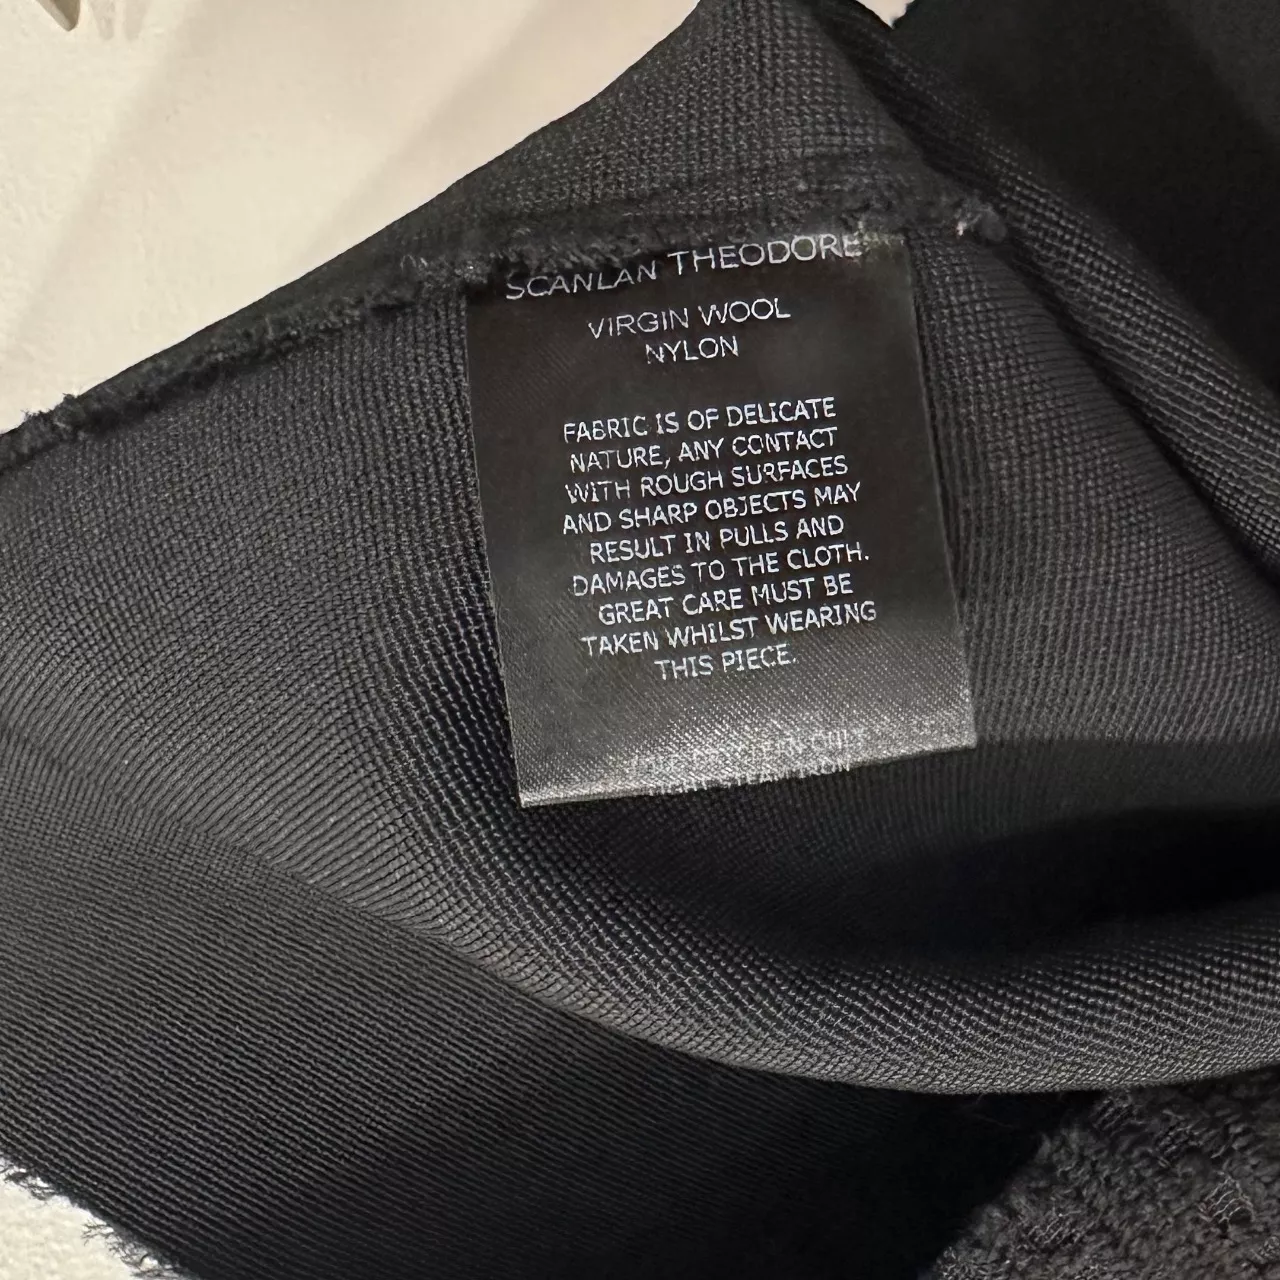 SCANLAN THEODORE
VIRGIN WOOL
NYLON
FABRIC IS OF DELICATE
NATURE, ANY CONTACT
WITH ROUGH SURFACES
AND SHARP OBJECTS MAY
RESULT IN PULLS AND
DAMAGES TO THE CLOTH.
GREAT CARE MUST BE
TAKEN WHILST WEARING
THIS PIECE.